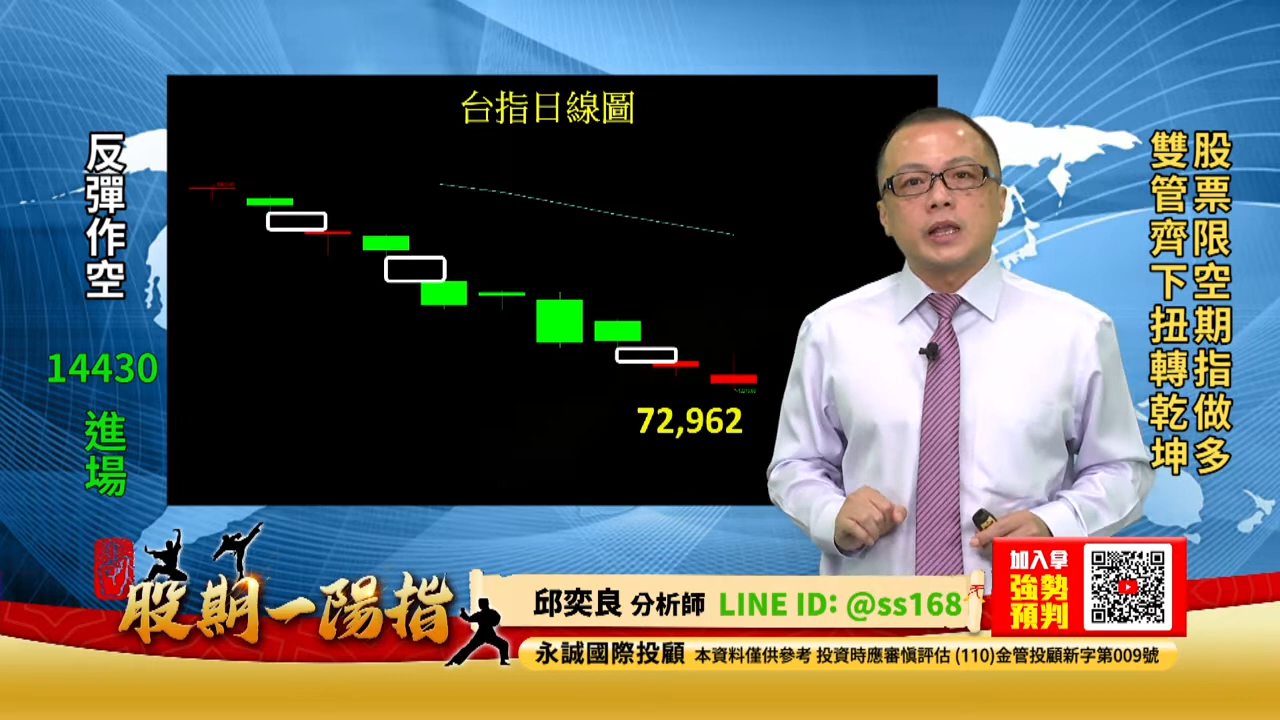 台指日線圖
72,962
反彈作空
14430
進場
股票限空期指做多
雙管齊下扭轉乾坤
股期一陽指
邱奕良 分析師 LINE ID: @ss168
加入拿
強勢
預判
永誠國際投顧 本資料僅供參考 投資時應審慎評估 (110)金管投顧新字第009號